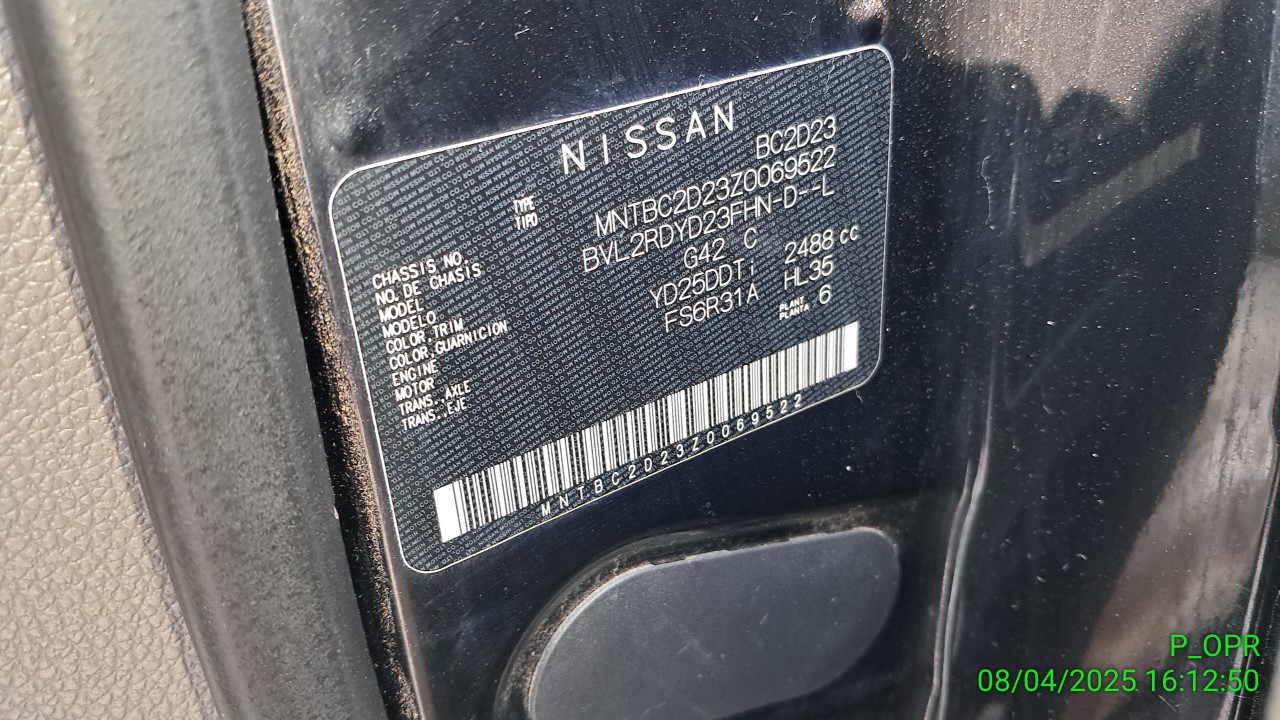 NISSAN
TYPE BC2D23
TIPO
CHASSIS NO. MNTBC2D23Z0069522
NO. DE CHASIS
MODEL BVL2RDYD23FHN-D--L
MODELO
COLOR,TRIM G42 C
COLOR,GUARNICION
ENGINE YD25DDTi 2488 cc
MOTOR
TRANS.,AXLE FS6R31A HL35
TRANS.,EJE
PLANT 6
PLANTA
MNTBC2D23Z0069522
P_OPR
08/04/2025 16:12:50